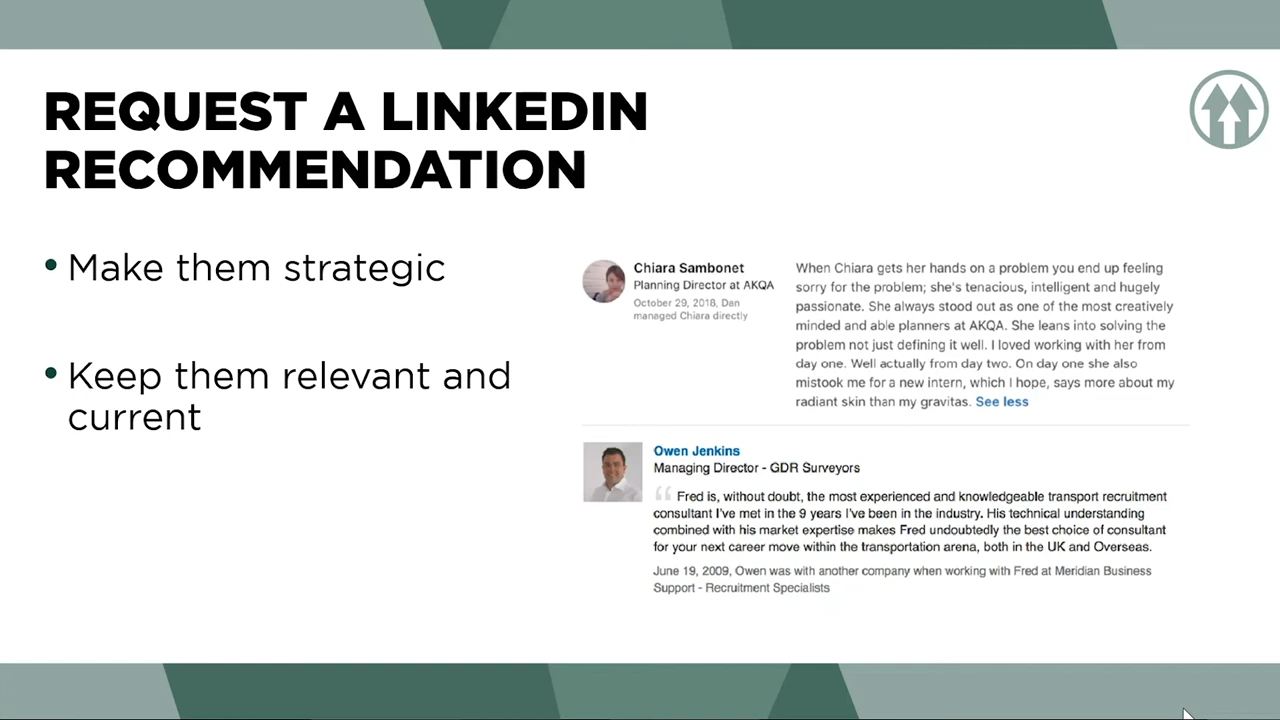 REQUEST A LINKEDIN
RECOMMENDATION
• Make them strategic
• Keep them relevant and
current
Chiara Sambonet
Planning Director at AKQA
October 29, 2018, Dan
managed Chiara directly
When Chiara gets her hands on a problem you end up feeling
sorry for the problem; she's tenacious, intelligent and hugely
passionate. She always stood out as one of the most creatively
minded and able planners at AKQA. She leans into solving the
problem not just defining it well. I loved working with her from
day one. Well actually from day two. On day one she also
mistook me for a new intern, which I hope, says more about my
radiant skin than my gravitas. See less
Owen Jenkins
Managing Director - GDR Surveyors
“ Fred is, without doubt, the most experienced and knowledgeable transport recruitment
consultant I've met in the 9 years I've been in the industry. His technical understanding
combined with his market expertise makes Fred undoubtedly the best choice of consultant
for your next career move within the transportation arena, both in the UK and Overseas.
June 19, 2009, Owen was with another company when working with Fred at Meridian Business
Support - Recruitment Specialists